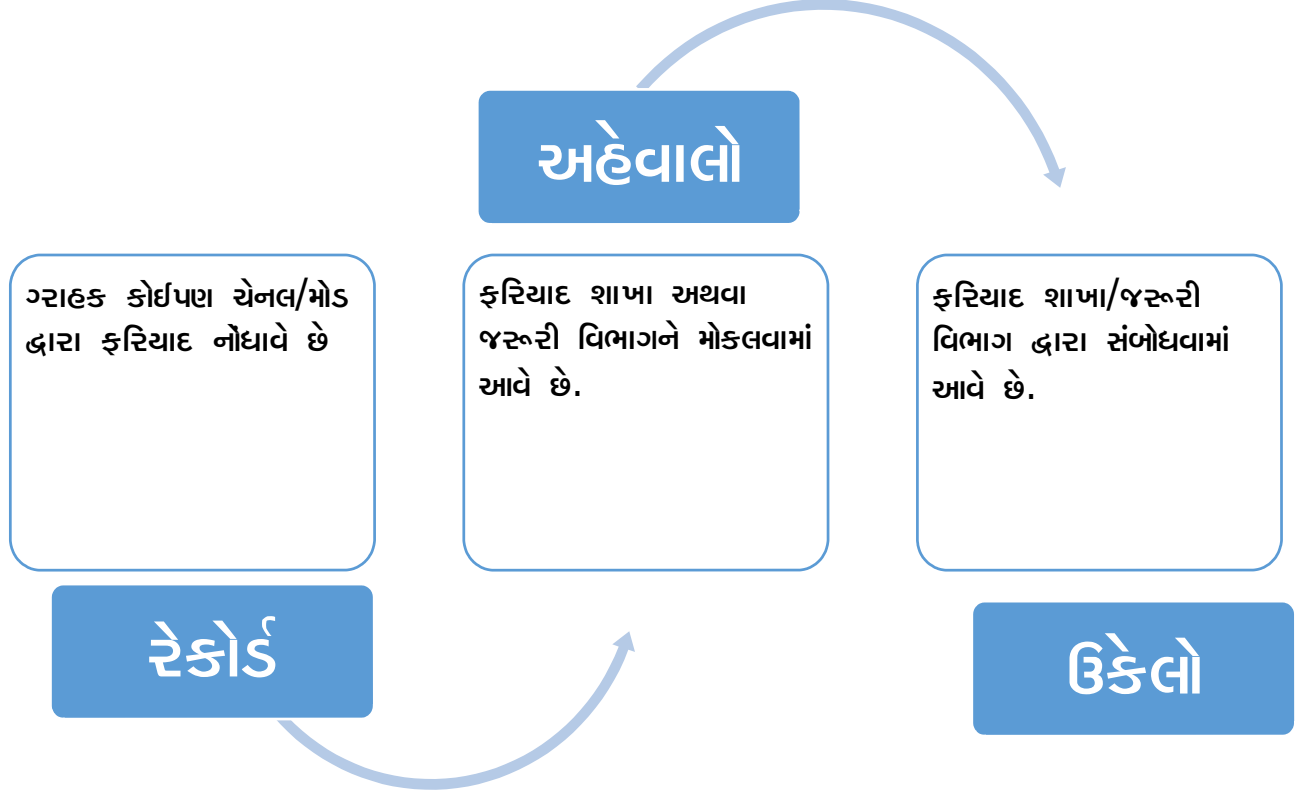 ગ્રાહક કોઈપણ ચેનલ/મોડ
દ્વારા ફરિયાદ નોંધાવે છે
રેકોર્ડ
અહેવાલો
ફરિયાદ શાખા અથવા
જરૂરી વિભાગને મોકલવામાં
આવે છે.
ફરિયાદ શાખા/જરૂરી
વિભાગ દ્વારા સંબોધવામાં
આવે છે.
ઉકેલો